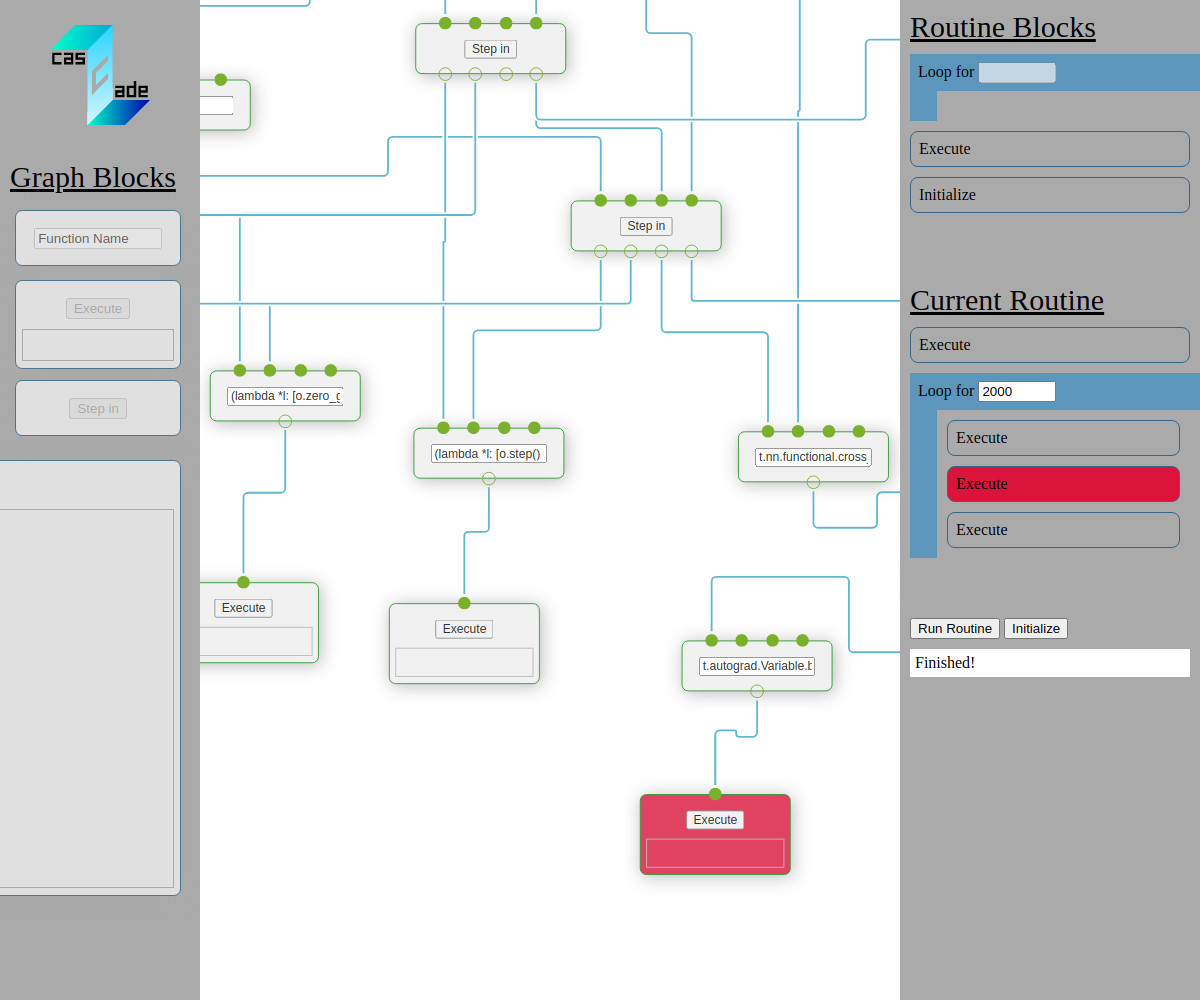 cas
ade
Graph Blocks
Function Name
Execute
Step in
Step in
Step in
(lambda *l: [o.zero_g
(lambda *l: [o.step()
t.nn.functional.cross_
Execute
Execute
t.autograd.Variable.b
Execute
Routine Blocks
Loop for
Execute
Initialize
Current Routine
Execute
Loop for 2000
Execute
Execute
Execute
Run Routine Initialize
Finished!